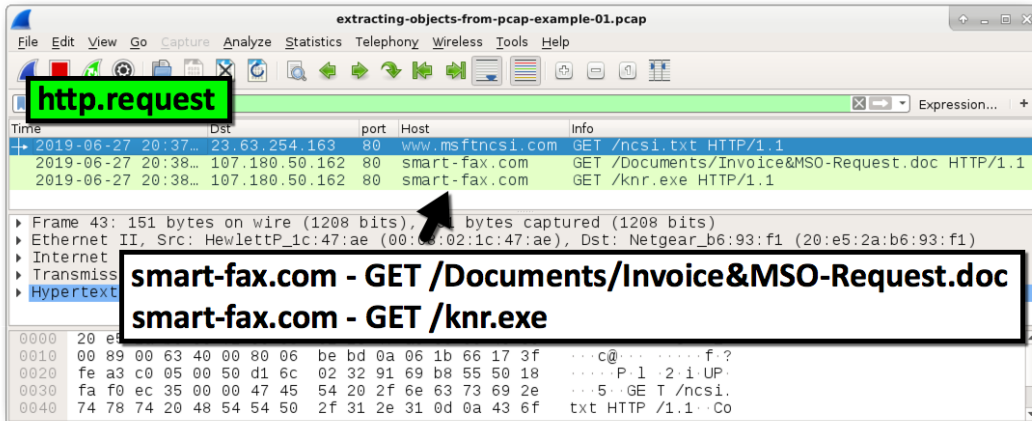 extracting-objects-from-pcap-example-01.pcap
File Edit View Go Capture Analyze Statistics Telephony Wireless Tools Help
http.request
Expression... +
Time Dst port Host Info
2019-06-27 20:37… 23.63.254.163 80 www.msftncsi.com GET /ncsi.txt HTTP/1.1
2019-06-27 20:38… 107.180.50.162 80 smart-fax.com GET /Documents/Invoice&MSO-Request.doc HTTP/1.1
2019-06-27 20:38… 107.180.50.162 80 smart-fax.com GET /knr.exe HTTP/1.1
Frame 43: 151 bytes on wire (1208 bits), bytes captured (1208 bits)
Ethernet II, Src: HewlettP_1c:47:ae (00: :02:1c:47:ae), Dst: Netgear_b6:93:f1 (20:e5:2a:b6:93:f1)
Internet
Transmiss
Hypertext
smart-fax.com - GET /Documents/Invoice&MSO-Request.doc
smart-fax.com - GET /knr.exe
0000 20 e5
0010 00 89 00 63 40 00 80 06 be bd 0a 06 1b 66 17 3f ···c@··· ·····f·?
0020 fe a3 c0 05 00 50 d1 6c 02 32 91 69 b8 55 50 18 ·····P·l ·2·i·UP·
0030 fa f0 ec 35 00 00 47 45 54 20 2f 6e 63 73 69 2e ···5··GE T /ncsi.
0040 74 78 74 20 48 54 54 50 2f 31 2e 31 0d 0a 43 6f txt HTTP /1.1··Co